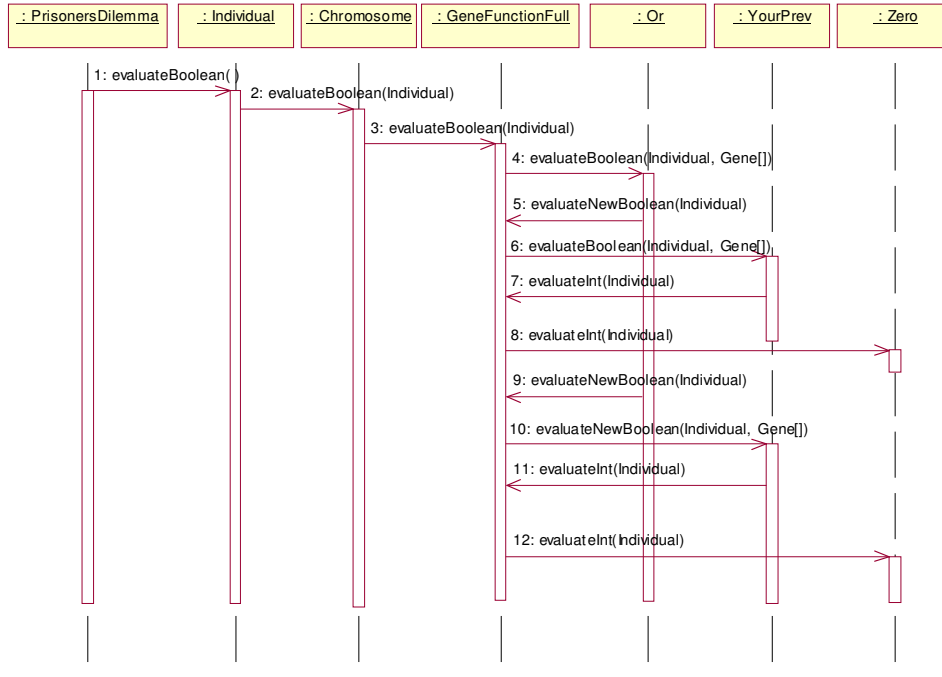 : PrisonersDilemma
: Individual
: Chromosome
: GeneFunctionFull
: Or
: YourPrev
: Zero
1: evaluateBoolean( )
2: evaluateBoolean(Individual)
3: evaluateBoolean(Individual)
4: evaluateBoolean(Individual, Gene[])
5: evaluateNewBoolean(Individual)
6: evaluateBoolean(Individual, Gene[])
7: evaluateInt(Individual)
8: evaluateInt(Individual)
9: evaluateNewBoolean(Individual)
10: evaluateNewBoolean(Individual, Gene[])
11: evaluateInt(Individual)
12: evaluateInt(Individual)